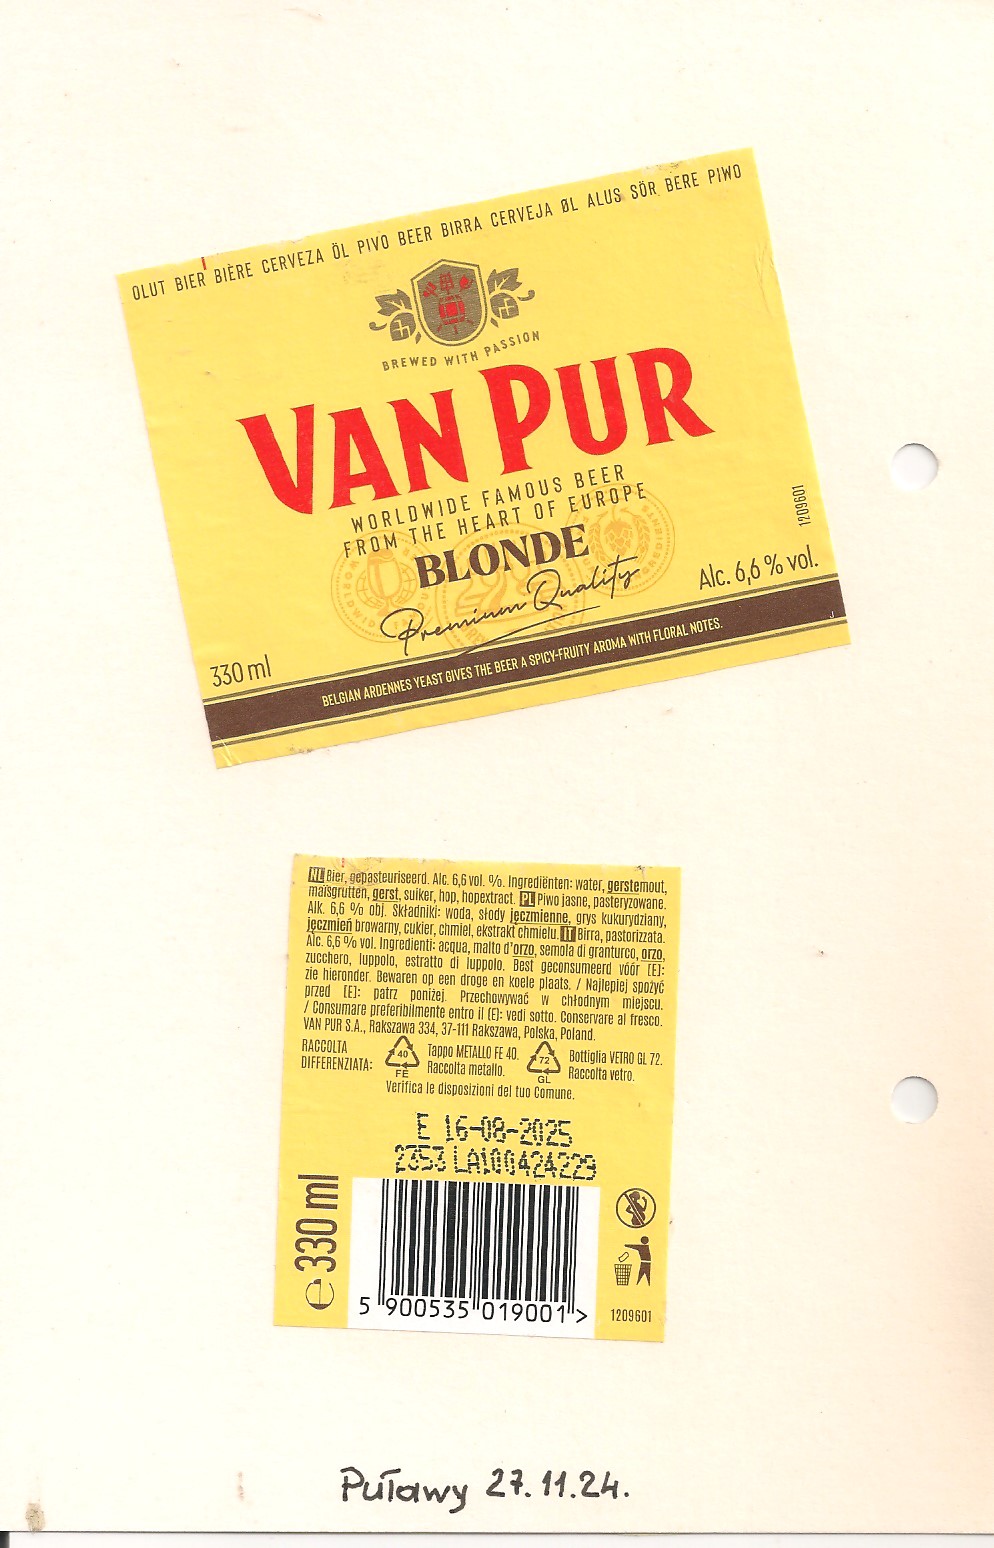 OLUT BIER BIÈRE CERVEZA ÖL PIVO BEER BIRRA CERVEJA ØL ALUS SÖR BERE PIWO
BREWED WITH PASSION
VAN PUR
WORLDWIDE FAMOUS BEER
FROM THE HEART OF EUROPE
BLONDE
Premium Quality
1209601
Alc. 6,6 % vol.
330 ml
BELGIAN ARDENNES YEAST GIVES THE BEER A SPICY-FRUITY AROMA WITH FLORAL NOTES.
NL Bier, gepasteuriseerd. Alc. 6,6 vol. %. Ingrediënten: water, gerstemout,
maïsgrutten, gerst, suiker, hop, hopextract. PL Piwo jasne, pasteryzowane.
Alk. 6,6 % obj. Składniki: woda, słody jęczmienne, grys kukurydziany,
jęczmień browarny, cukier, chmiel, ekstrakt chmielu. IT Birra, pastorizzata.
Alc. 6,6 % vol. Ingredienti: acqua, malto d'orzo, semola di granturco, orzo,
zucchero, luppolo, estratto di luppolo. Best geconsumeerd vóór [E]:
zie hieronder. Bewaren op een droge en koele plaats. / Najlepiej spożyć
przed [E]: patrz poniżej. Przechowywać w chłodnym miejscu.
/ Consumare preferibilmente entro il (E): vedi sotto. Conservare al fresco.
VAN PUR S.A., Rakszawa 334, 37-111 Rakszawa, Polska, Poland.
RACCOLTA
DIFFERENZIATA:
40
FE
Tappo METALLO FE 40.
Raccolta metallo.
72
GL
Bottiglia VETRO GL 72.
Raccolta vetro.
Verifica le disposizioni del tuo Comune.
E 16-08-2025
2353 LA100424229
e 330 ml
5 900535 019001 >
1209601
Puławy 27.11.24.